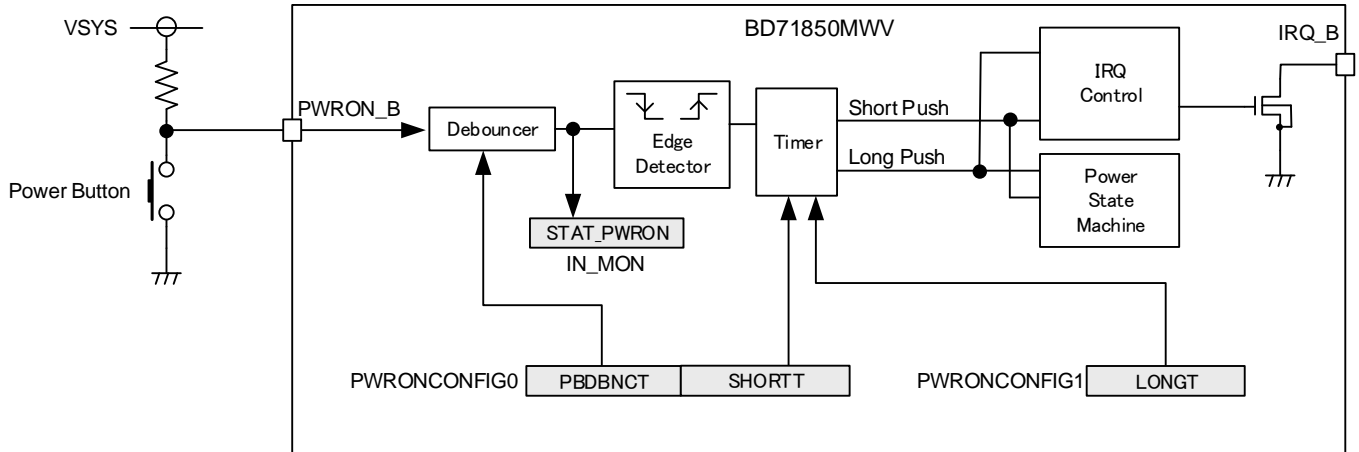 VSYS
BD71850MWV
IRQ_B
PWRON_B
Debouncer
Edge
Detector
Timer
Short Push
Long Push
IRQ
Control
Power
State
Machine
Power Button
STAT_PWRON
IN_MON
PWRONCONFIG0
PBDBNCT
SHORTT
PWRONCONFIG1
LONGT